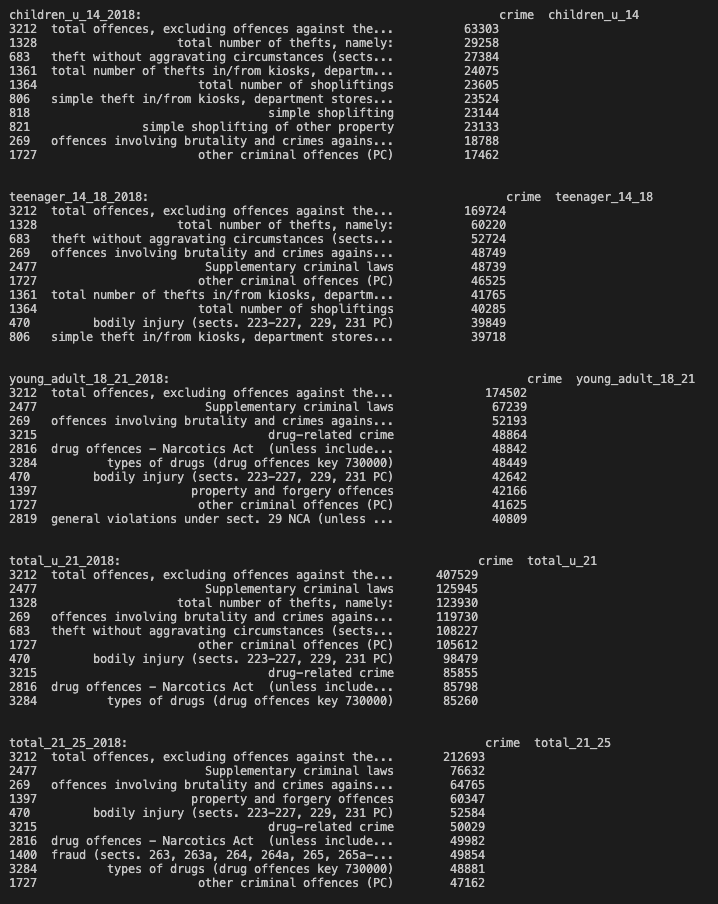 children_u_14_2018: crime children_u_14
3212 total offences, excluding offences against the... 63303
1328 total number of thefts, namely: 29258
683 theft without aggravating circumstances (sects... 27384
1361 total number of thefts in/from kiosks, departm... 24075
1364 total number of shopliftings 23605
806 simple theft in/from kiosks, department stores... 23524
818 simple shoplifting 23144
821 simple shoplifting of other property 23133
269 offences involving brutality and crimes agains... 18788
1727 other criminal offences (PC) 17462
teenager_14_18_2018: crime teenager_14_18
3212 total offences, excluding offences against the... 169724
1328 total number of thefts, namely: 60220
683 theft without aggravating circumstances (sects... 52724
269 offences involving brutality and crimes agains... 48749
2477 Supplementary criminal laws 48739
1727 other criminal offences (PC) 46525
1361 total number of thefts in/from kiosks, departm... 41765
1364 total number of shopliftings 40285
470 bodily injury (sects. 223-227, 229, 231 PC) 39849
806 simple theft in/from kiosks, department stores... 39718
young_adult_18_21_2018: crime young_adult_18_21
3212 total offences, excluding offences against the... 174502
2477 Supplementary criminal laws 67239
269 offences involving brutality and crimes agains... 52193
3215 drug-related crime 48864
2816 drug offences - Narcotics Act (unless include... 48842
3284 types of drugs (drug offences key 730000) 48449
470 bodily injury (sects. 223-227, 229, 231 PC) 42642
1397 property and forgery offences 42166
1727 other criminal offences (PC) 41625
2819 general violations under sect. 29 NCA (unless ... 40809
total_u_21_2018: crime total_u_21
3212 total offences, excluding offences against the... 407529
2477 Supplementary criminal laws 125945
1328 total number of thefts, namely: 123930
269 offences involving brutality and crimes agains... 119730
683 theft without aggravating circumstances (sects... 108227
1727 other criminal offences (PC) 105612
470 bodily injury (sects. 223-227, 229, 231 PC) 98479
3215 drug-related crime 85855
2816 drug offences - Narcotics Act (unless include... 85798
3284 types of drugs (drug offences key 730000) 85260
total_21_25_2018: crime total_21_25
3212 total offences, excluding offences against the... 212693
2477 Supplementary criminal laws 76632
269 offences involving brutality and crimes agains... 64765
1397 property and forgery offences 60347
470 bodily injury (sects. 223-227, 229, 231 PC) 52584
3215 drug-related crime 50029
2816 drug offences - Narcotics Act (unless include... 49982
1400 fraud (sects. 263, 263a, 264, 264a, 265, 265a-... 49854
3284 types of drugs (drug offences key 730000) 48881
1727 other criminal offences (PC) 47162